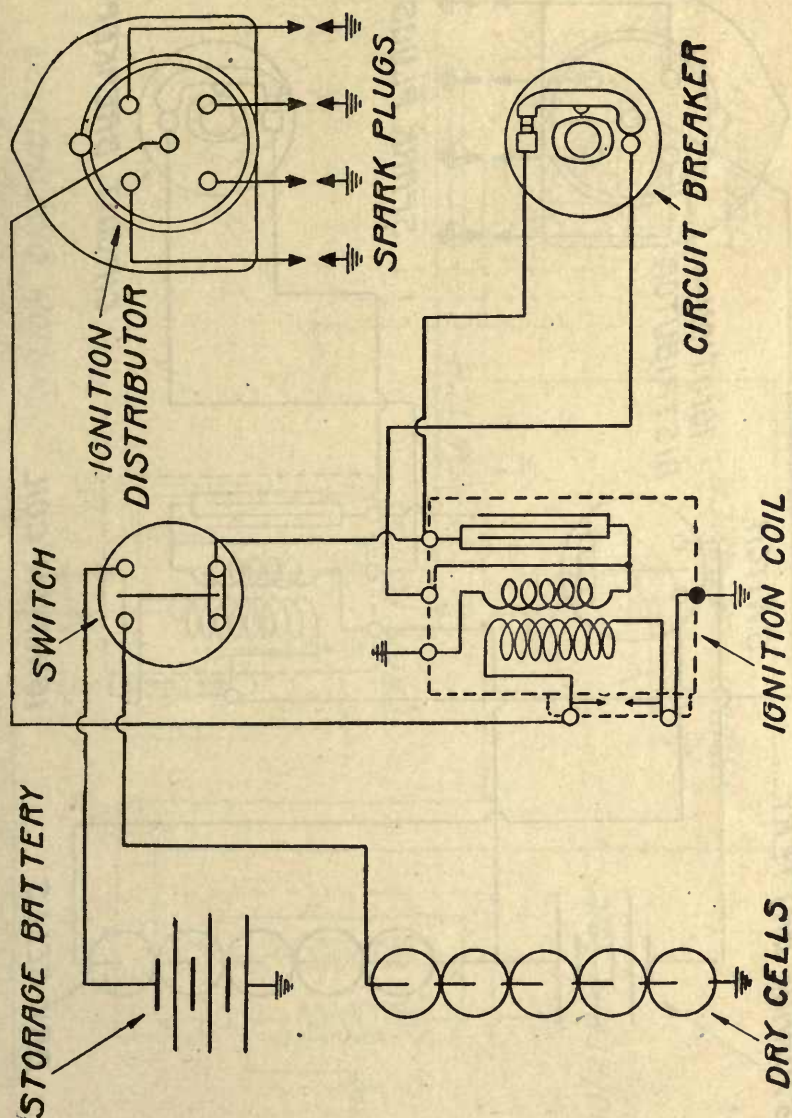 STORAGE BATTERY
SWITCH
IGNITION
DISTRIBUTOR
SPARK PLUGS
CIRCUIT BREAKER
IGNITION COIL
DRY CELLS